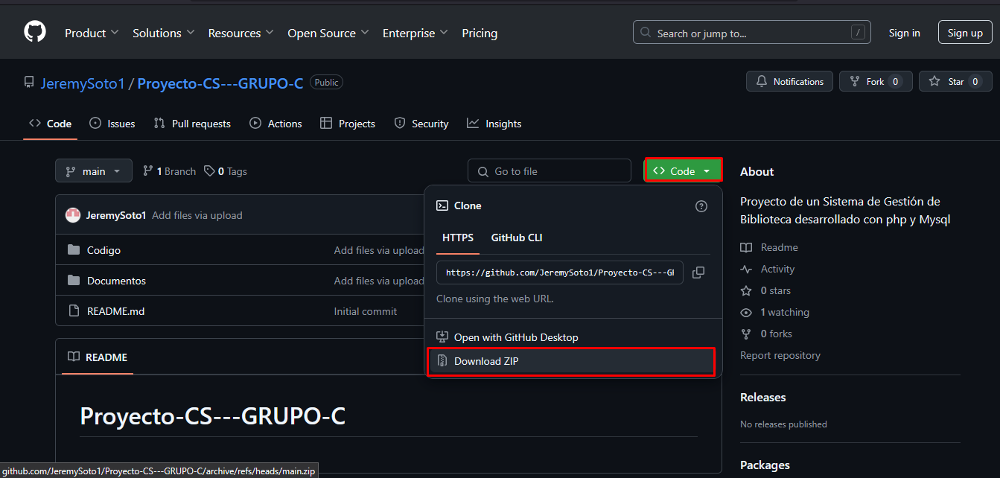 Product Solutions Resources Open Source Enterprise Pricing Search or jump to... / Sign in Sign up
JeremySoto1 / Proyecto-CS---GRUPO-C Public Notifications Fork 0 Star 0
Code Issues Pull requests Actions Projects Security Insights
main 1 Branch 0 Tags Go to file Code
JeremySoto1 Add files via upload
Codigo Add files via upload
Documentos Add files via upload
README.md Initial commit
Clone
HTTPS GitHub CLI
https://github.com/JeremySoto1/Proyecto-CS---GR
Clone using the web URL.
Open with GitHub Desktop
Download ZIP
README
Proyecto-CS---GRUPO-C
About
Proyecto de un Sistema de Gestión de
Biblioteca desarrollado con php y Mysql
Readme
Activity
0 stars
1 watching
0 forks
Report repository
Releases
No releases published
Packages
github.com/JeremySoto1/Proyecto-CS---GRUPO-C/archive/refs/heads/main.zip